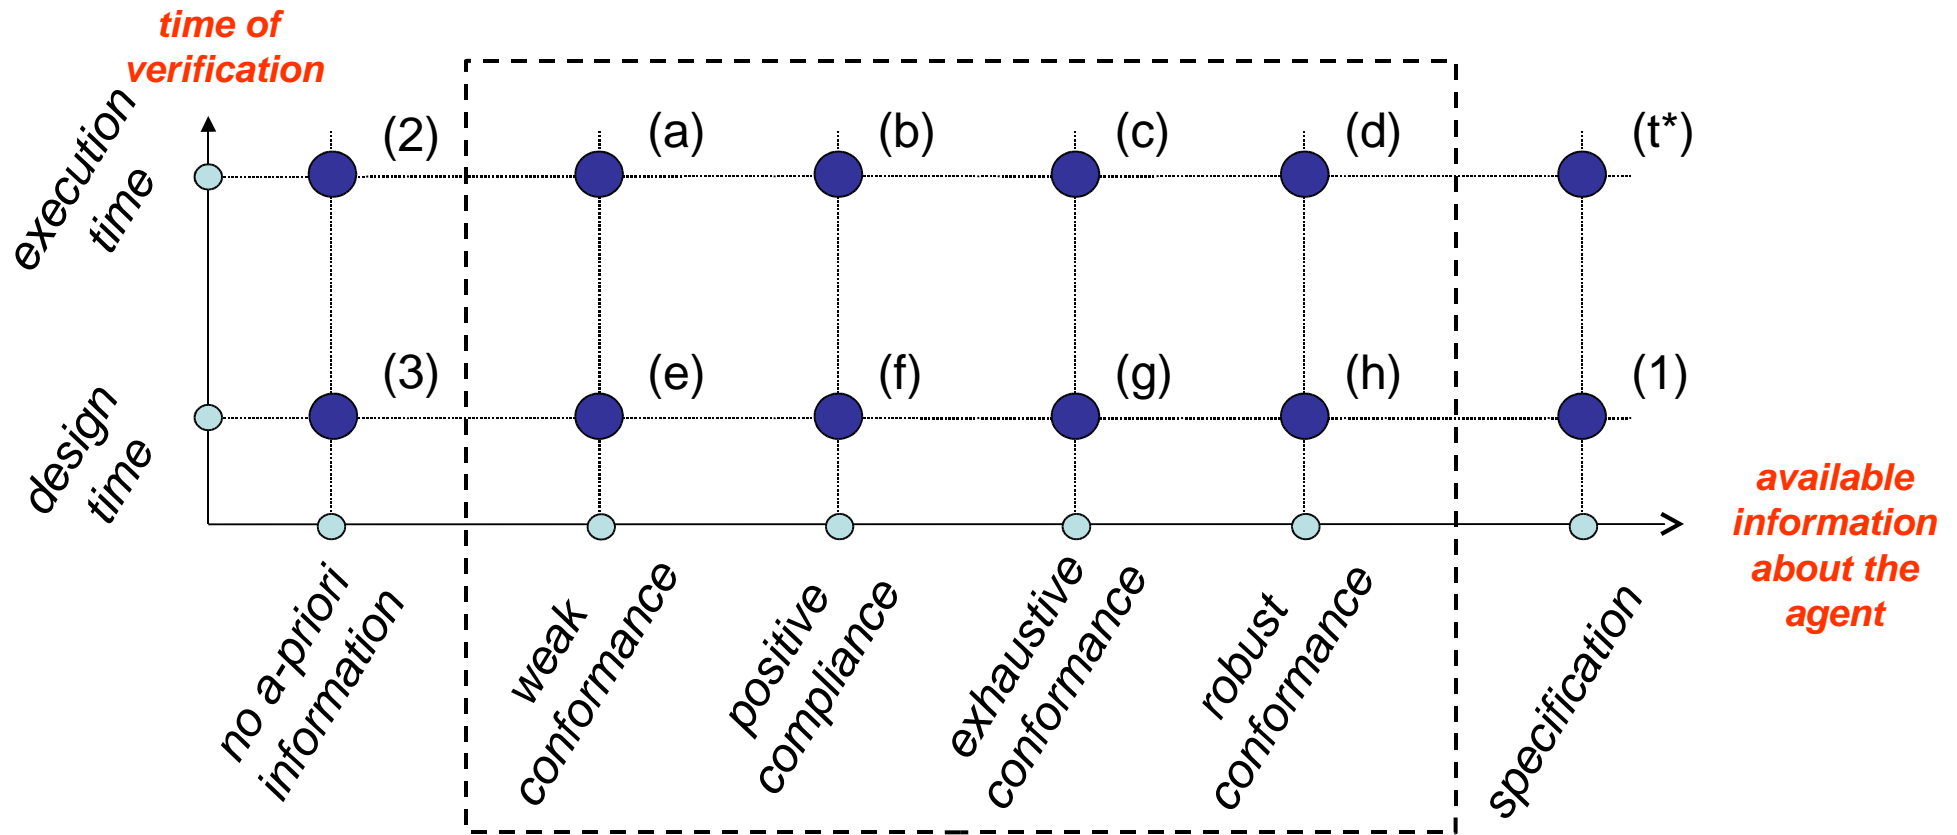 time of
verification
execution
time
(2)
(a)
(b)
(c)
(d)
(t*)
design
time
(3)
(e)
(f)
(g)
(h)
(1)
available
information
about the
agent
no a-priori
information
weak
conformance
positive
compliance
exhaustive
conformance
robust
conformance
specification